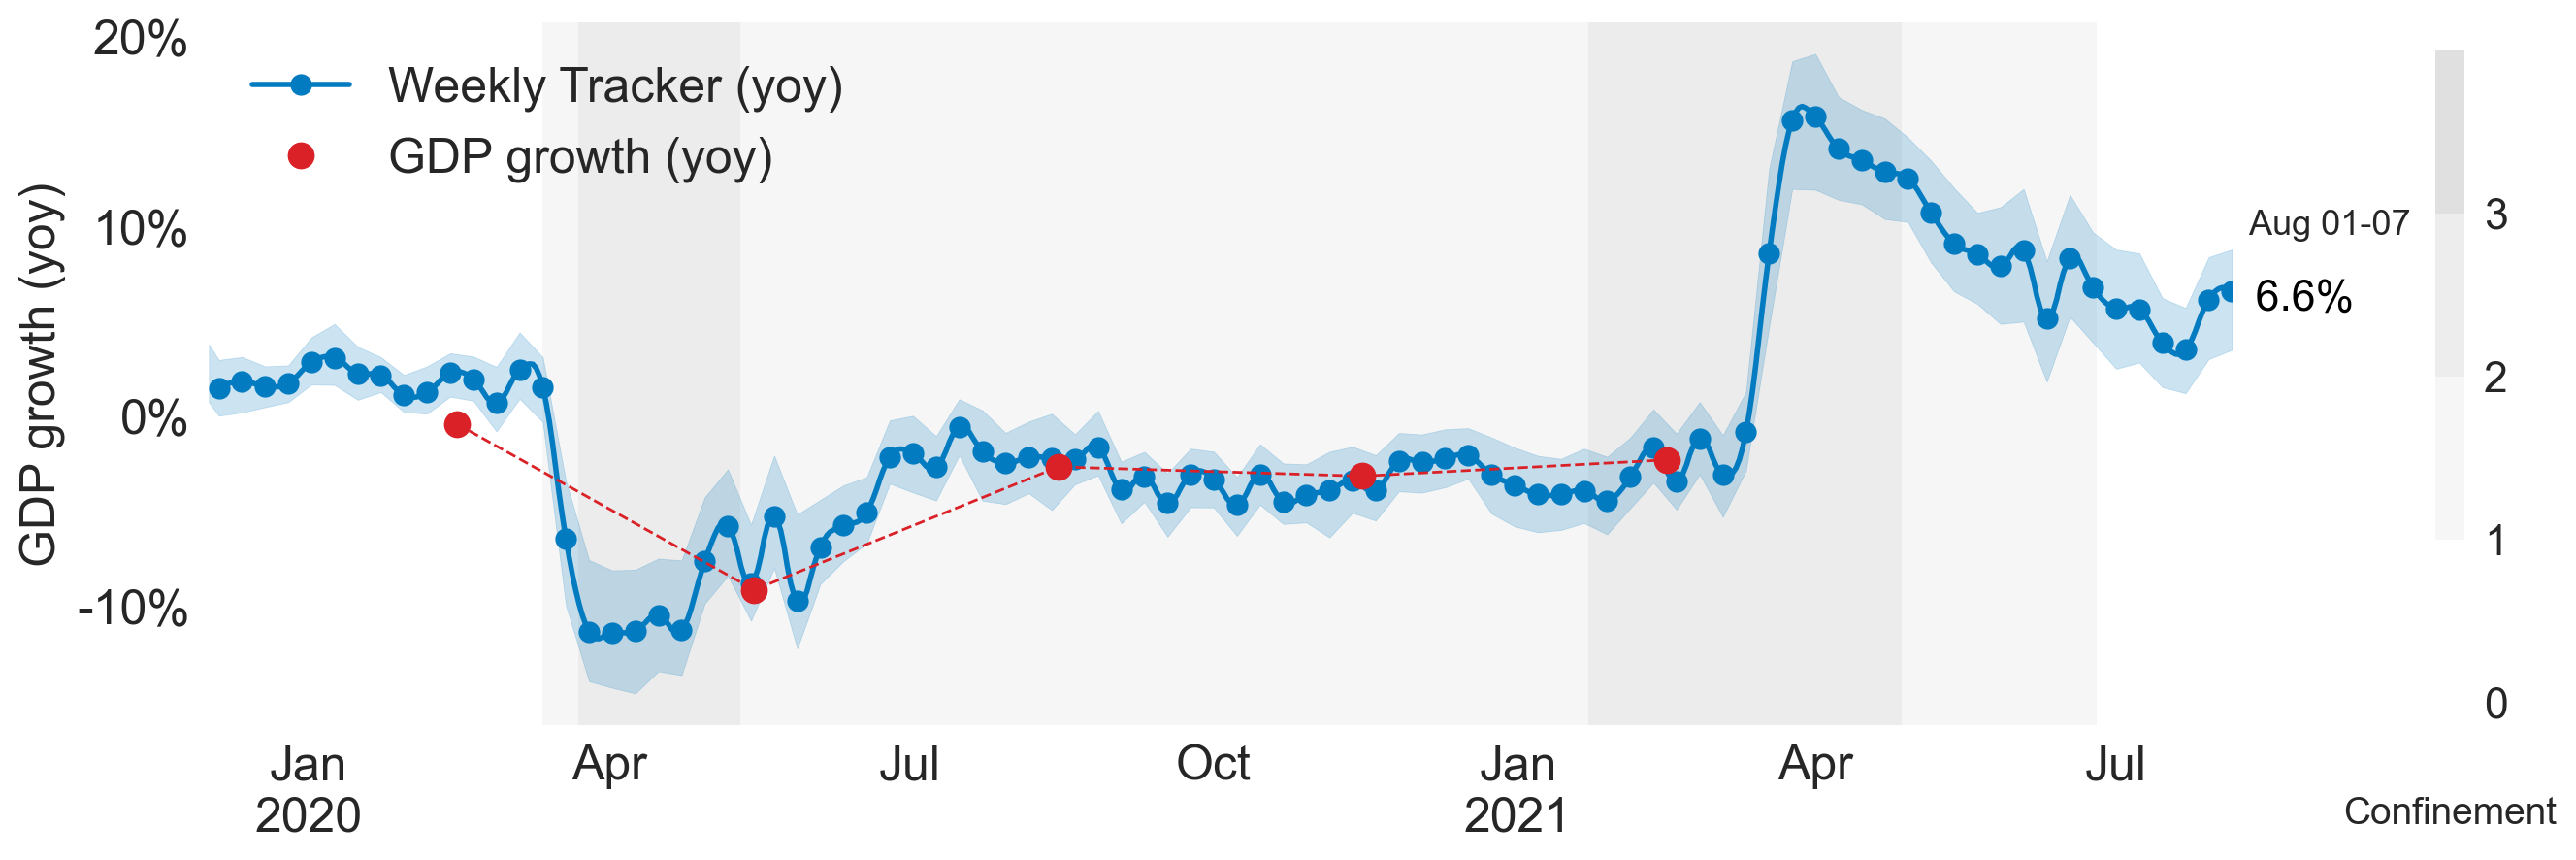 20%
10%
0%
-10%
GDP growth (yoy)
Weekly Tracker (yoy)
GDP growth (yoy)
Aug 01-07
6.6%
3
2
1
0
Confinement
Jan
2020
Apr
Jul
Oct
Jan
2021
Apr
Jul